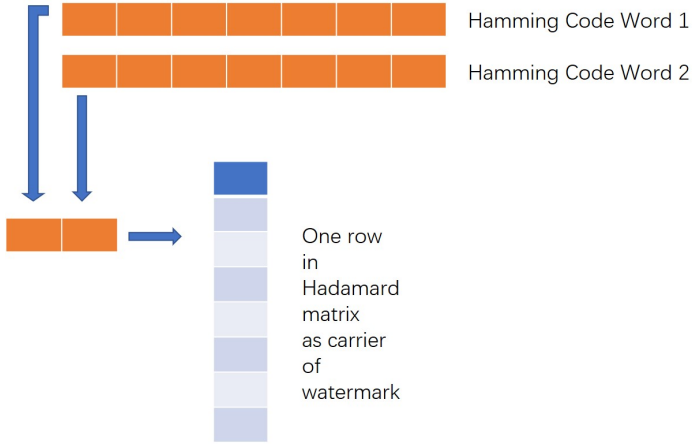 Hamming Code Word 1
Hamming Code Word 2
One row
in
Hadamard
matrix
as carrier
of
watermark